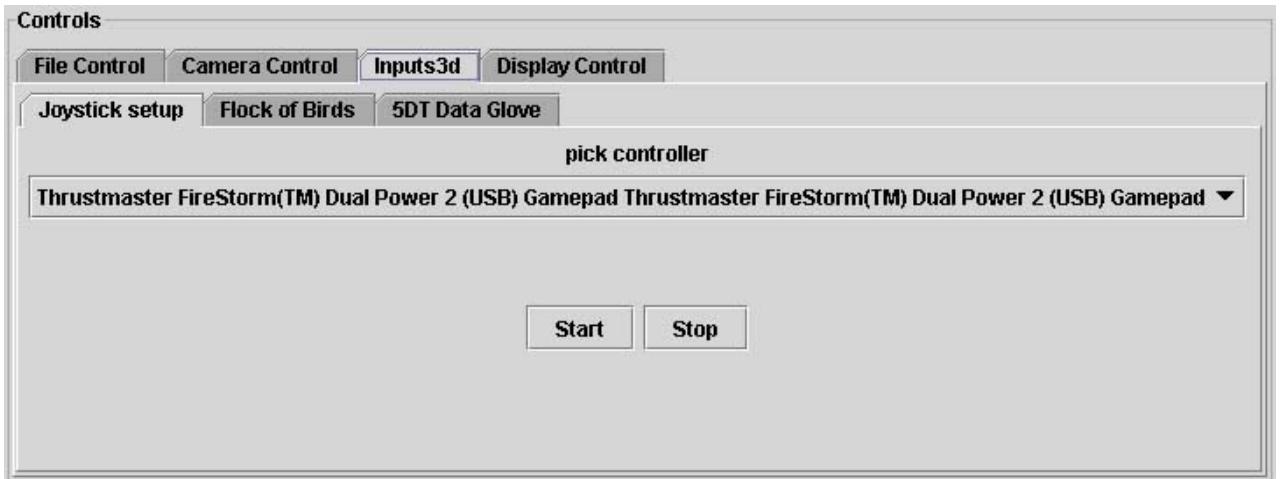 Controls
File Control Camera Control Inputs3d Display Control
Joystick setup Flock of Birds 5DT Data Glove
pick controller
Thrustmaster FireStorm(TM) Dual Power 2 (USB) Gamepad Thrustmaster FireStorm(TM) Dual Power 2 (USB) Gamepad
Start Stop